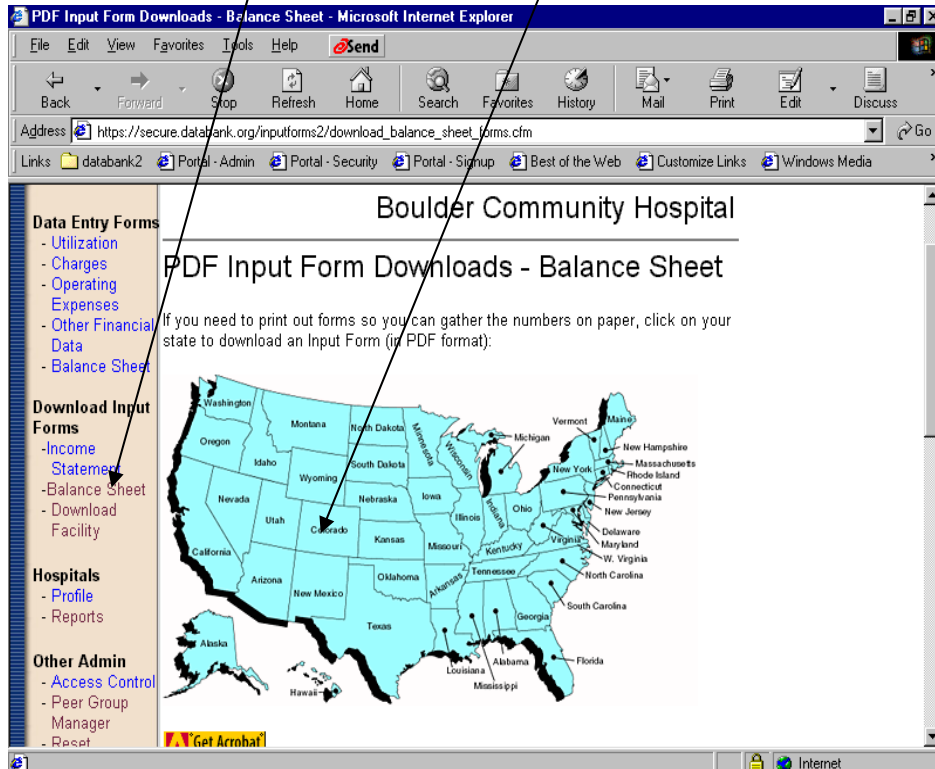 PDF Input Form Downloads - Balance Sheet - Microsoft Internet Explorer
File Edit View Favorites Tools Help Send
Back Forward Stop Refresh Home Search Favorites History Mail Print Edit Discuss
Address https://secure.databank.org/inputforms2/download_balance_sheet_forms.cfm Go
Links databank2 Portal - Admin Portal - Security Portal - Signup Best of the Web Customize Links Windows Media
Data Entry Forms
- Utilization
- Charges
- Operating
Expenses
- Other Financial
Data
- Balance Sheet
Download Input
Forms
-Income
Statement
-Balance Sheet
- Download
Facility
Hospitals
- Profile
- Reports
Other Admin
- Access Control
- Peer Group
Manager
- Reset
Boulder Community Hospital
PDF Input Form Downloads - Balance Sheet
If you need to print out forms so you can gather the numbers on paper, click on your
state to download an Input Form (in PDF format):
Washington
Montana
North Dakota
Minnesota
Wisconsin
Michigan
Vermont
Maine
New Hampshire
Massachusetts
Rhode Island
Connecticut
Pennsylvania
New Jersey
Delaware
Maryland
W. Virginia
North Carolina
South Carolina
Oregon
Idaho
Wyoming
South Dakota
New York
Nevada
Utah
Colorado
Nebraska
Iowa
Illinois
Indiana
Ohio
Kansas
Missouri
Kentucky
Virginia
California
Arizona
New Mexico
Oklahoma
Arkansas
Tennessee
Texas
Georgia
Alaska
Hawaii
Louisiana
Mississippi
Alabama
Florida
Get Acrobat
Internet